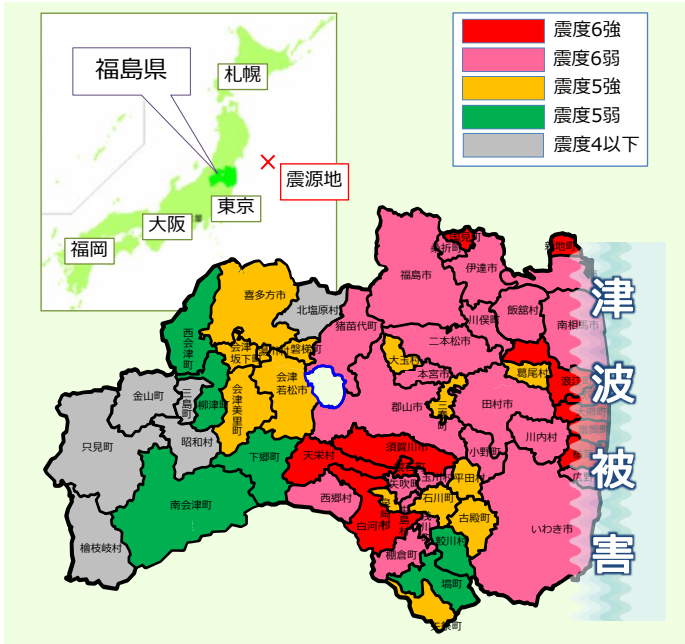 福島県
札幌
震源地
東京
大阪
福岡
震度6強
震度6弱
震度5強
震度5弱
震度4以下
津波被害
国見町
桑折町
新地町
伊達市
福島市
喜多方市
北塩原村
猪苗代町
飯舘村
川俣町
南相馬市
二本松市
西会津町
会津坂下町
磐梯町
大玉村
本宮市
葛尾村
会津若松市
金山町
三島町
柳津町
会津美里町
郡山市
三春町
田村市
川内村
只見町
昭和村
下郷町
天栄村
須賀川市
小野町
玉川村
平田村
矢吹町
石川町
南会津町
西郷村
白河市
古殿町
いわき市
檜枝岐村
棚倉町
鮫川村
塙町